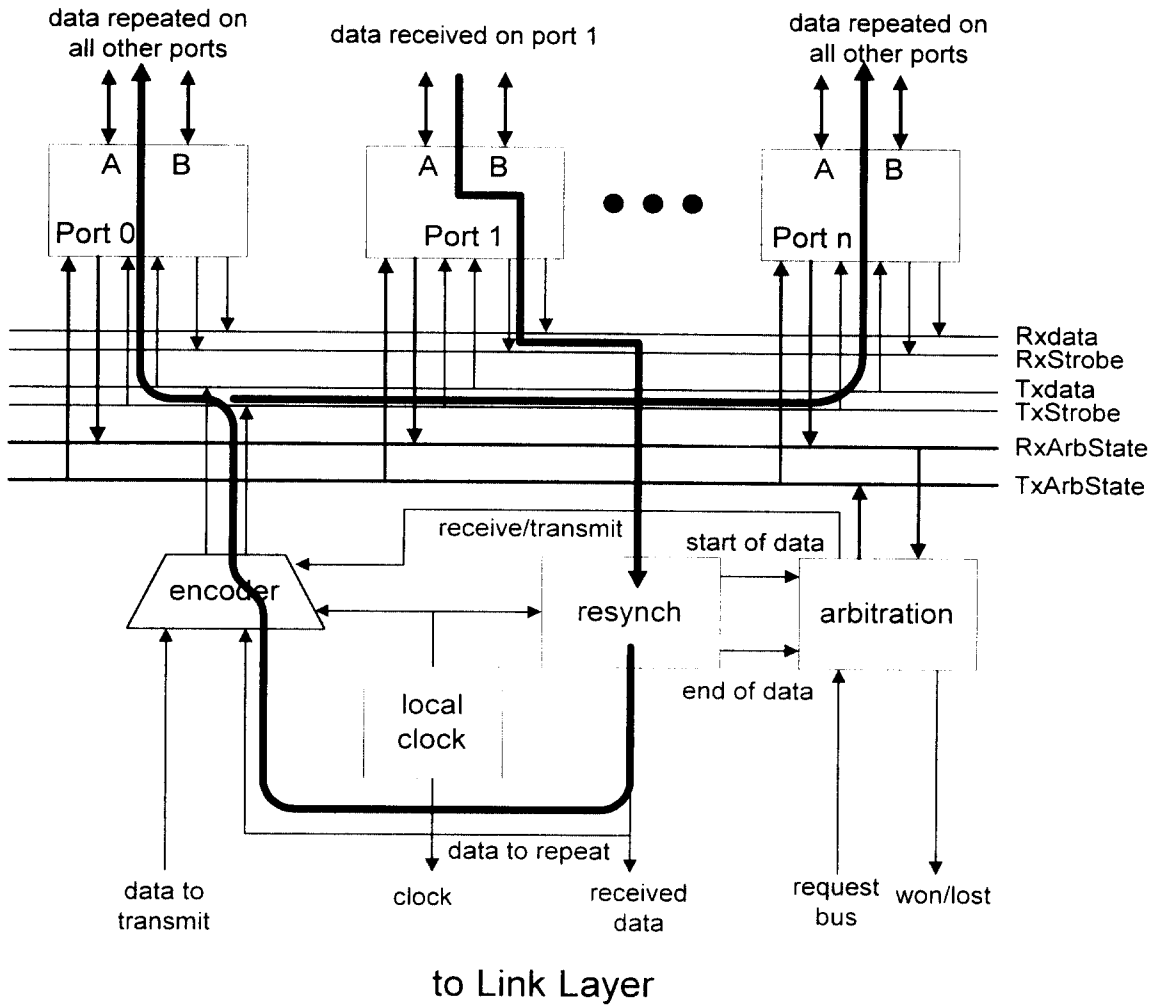 data repeated on
all other ports
data received on port 1
data repeated on
all other ports
A
B
A
B
A
B
Port 0
Port 1
Port n
Rxdata
RxStrobe
Txdata
TxStrobe
RxArbState
TxArbState
receive/transmit
start of data
encoder
resynch
arbitration
end of data
local
clock
data to repeat
data to
transmit
clock
received
data
request
bus
won/lost
to Link Layer